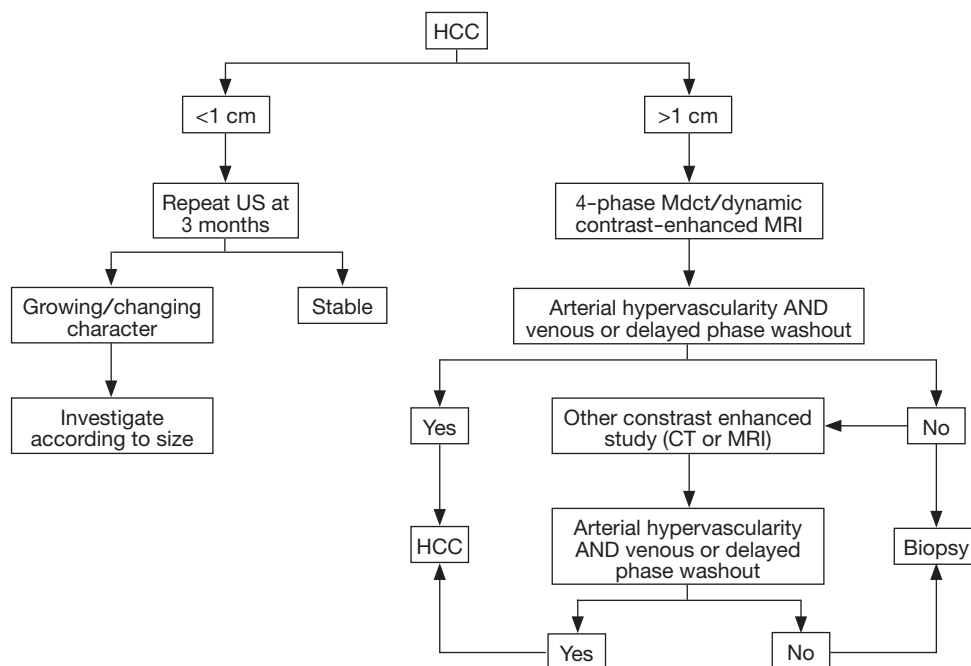 HCC
<1 cm
>1 cm
Repeat US at
3 months
4-phase Mdct/dynamic
contrast-enhanced MRI
Growing/changing
character
Stable
Arterial hypervascularity AND
venous or delayed phase washout
Investigate
according to size
Yes
Other constrast enhanced
study (CT or MRI)
No
HCC
Arterial hypervascularity
AND venous or delayed
phase washout
Biopsy
Yes
No